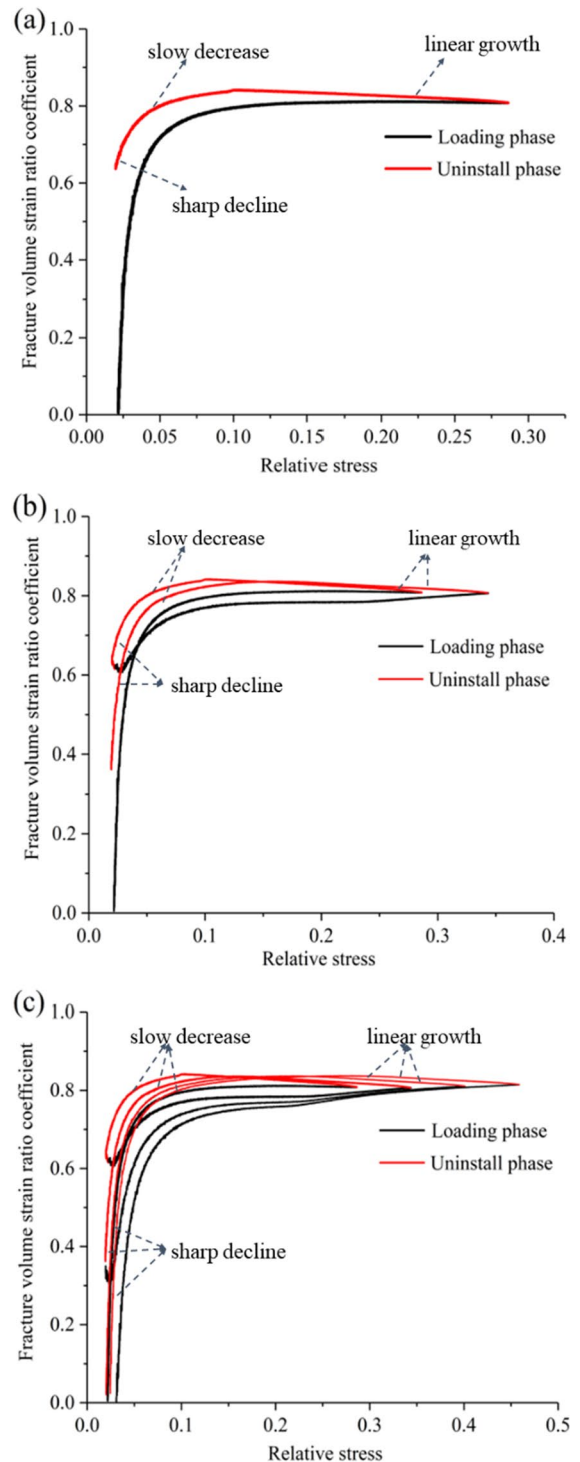 (a)
1.0
0.8
0.6
0.4
0.2
0.0
Fracture volume strain ratio coefficient
slow decrease
linear growth
sharp decline
Loading phase
Uninstall phase
0.00 0.05 0.10 0.15 0.20 0.25 0.30
Relative stress
(b)
1.0
0.8
0.6
0.4
0.2
0.0
Fracture volume strain ratio coefficient
slow decrease
linear growth
sharp decline
Loading phase
Uninstall phase
0.0 0.1 0.2 0.3 0.4
Relative stress
(c)
1.0
0.8
0.6
0.4
0.2
0.0
Fracture volume strain ratio coefficient
slow decrease
linear growth
sharp decline
Loading phase
Uninstall phase
0.0 0.1 0.2 0.3 0.4 0.5
Relative stress